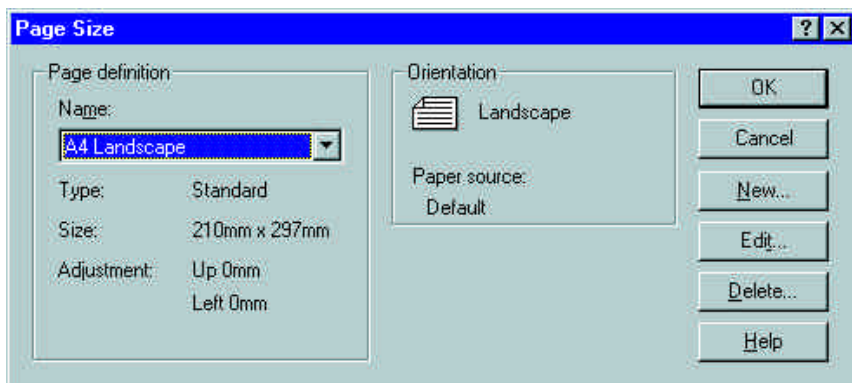 Page Size
Page definition
Name:
A4 Landscape
Type: Standard
Size: 210mm x 297mm
Adjustment: Up 0mm
Left 0mm
Orientation
Landscape
Paper source:
Default
OK
Cancel
New...
Edit...
Delete...
Help